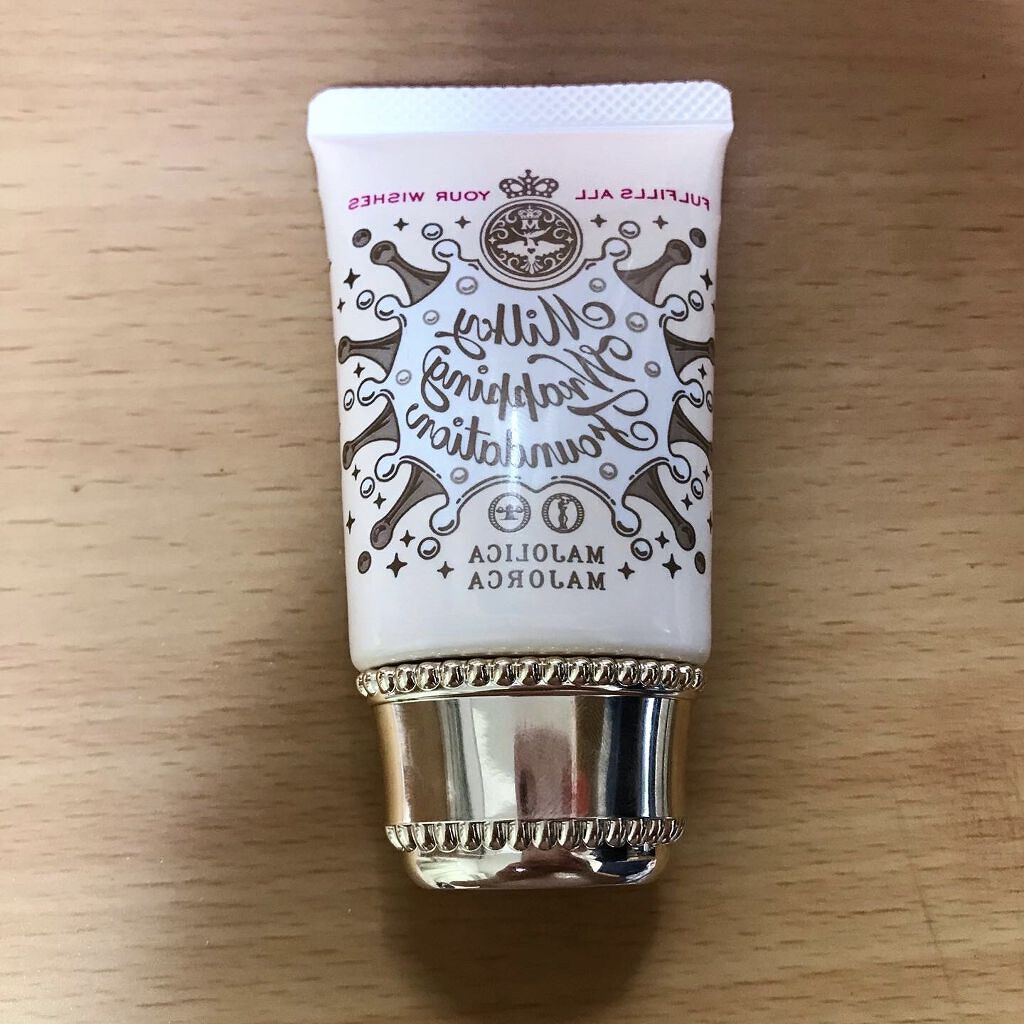 FULFILLS ALL YOUR WISHES
M
Milky
Wrapping
Foundation
MAJOLICA
MAJORCA